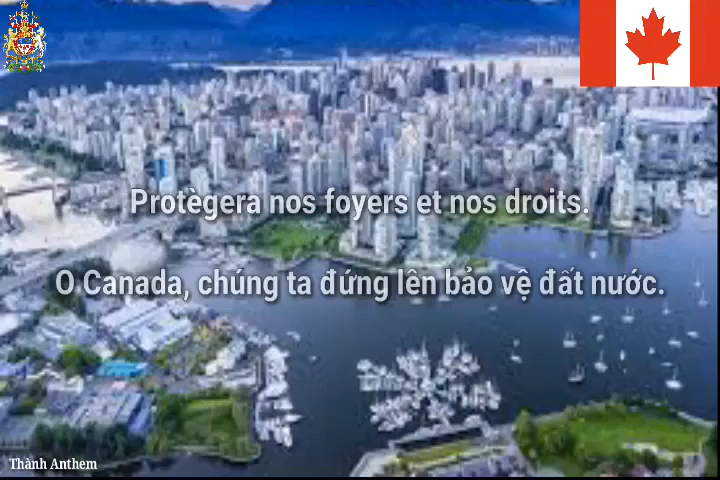 Protègera nos foyers et nos droits.
O Canada, chúng ta đứng lên bảo vệ đất nước.
Thành Anthem